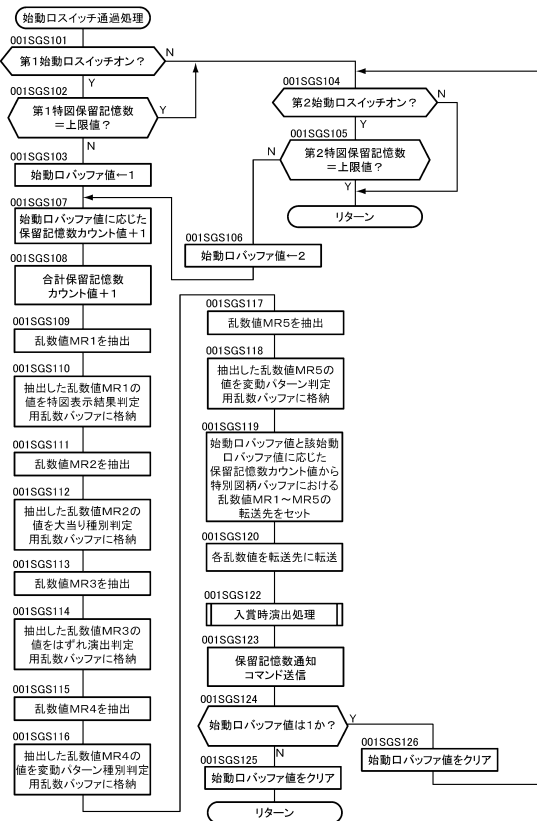 始動口スイッチ通過処理
001SGS101
第1始動口スイッチオン？
N
Y
001SGS102
第1特図保留記憶数
＝上限値？
Y
N
001SGS103
始動口バッファ値←1
001SGS104
第2始動口スイッチオン？
N
Y
001SGS105
第2特図保留記憶数
＝上限値？
N
Y
リターン
001SGS106
始動口バッファ値←2
001SGS107
始動口バッファ値に応じた
保留記憶数カウント値＋1
001SGS108
合計保留記憶数
カウント値＋1
001SGS109
乱数値MR1を抽出
001SGS110
抽出した乱数値MR1の
値を特図表示結果判定
用乱数バッファに格納
001SGS111
乱数値MR2を抽出
001SGS112
抽出した乱数値MR2の
値を大当り種別判定
用乱数バッファに格納
001SGS113
乱数値MR3を抽出
001SGS114
抽出した乱数値MR3の
値をはずれ演出判定
用乱数バッファに格納
001SGS115
乱数値MR4を抽出
001SGS116
抽出した乱数値MR4の
値を変動パターン種別判定
用乱数バッファに格納
001SGS117
乱数値MR5を抽出
001SGS118
抽出した乱数値MR5の
値を変動パターン判定
用乱数バッファに格納
001SGS119
始動口バッファ値と該始動
口バッファ値に応じた
保留記憶数カウント値から
特別図柄バッファにおける
乱数値MR1～MR5の
転送先をセット
001SGS120
各乱数値を転送先に転送
001SGS122
入賞時演出処理
001SGS123
保留記憶数通知
コマンド送信
001SGS124
始動口バッファ値は1か？
Y
N
001SGS125
始動口バッファ値をクリア
001SGS126
始動口バッファ値をクリア
リターン